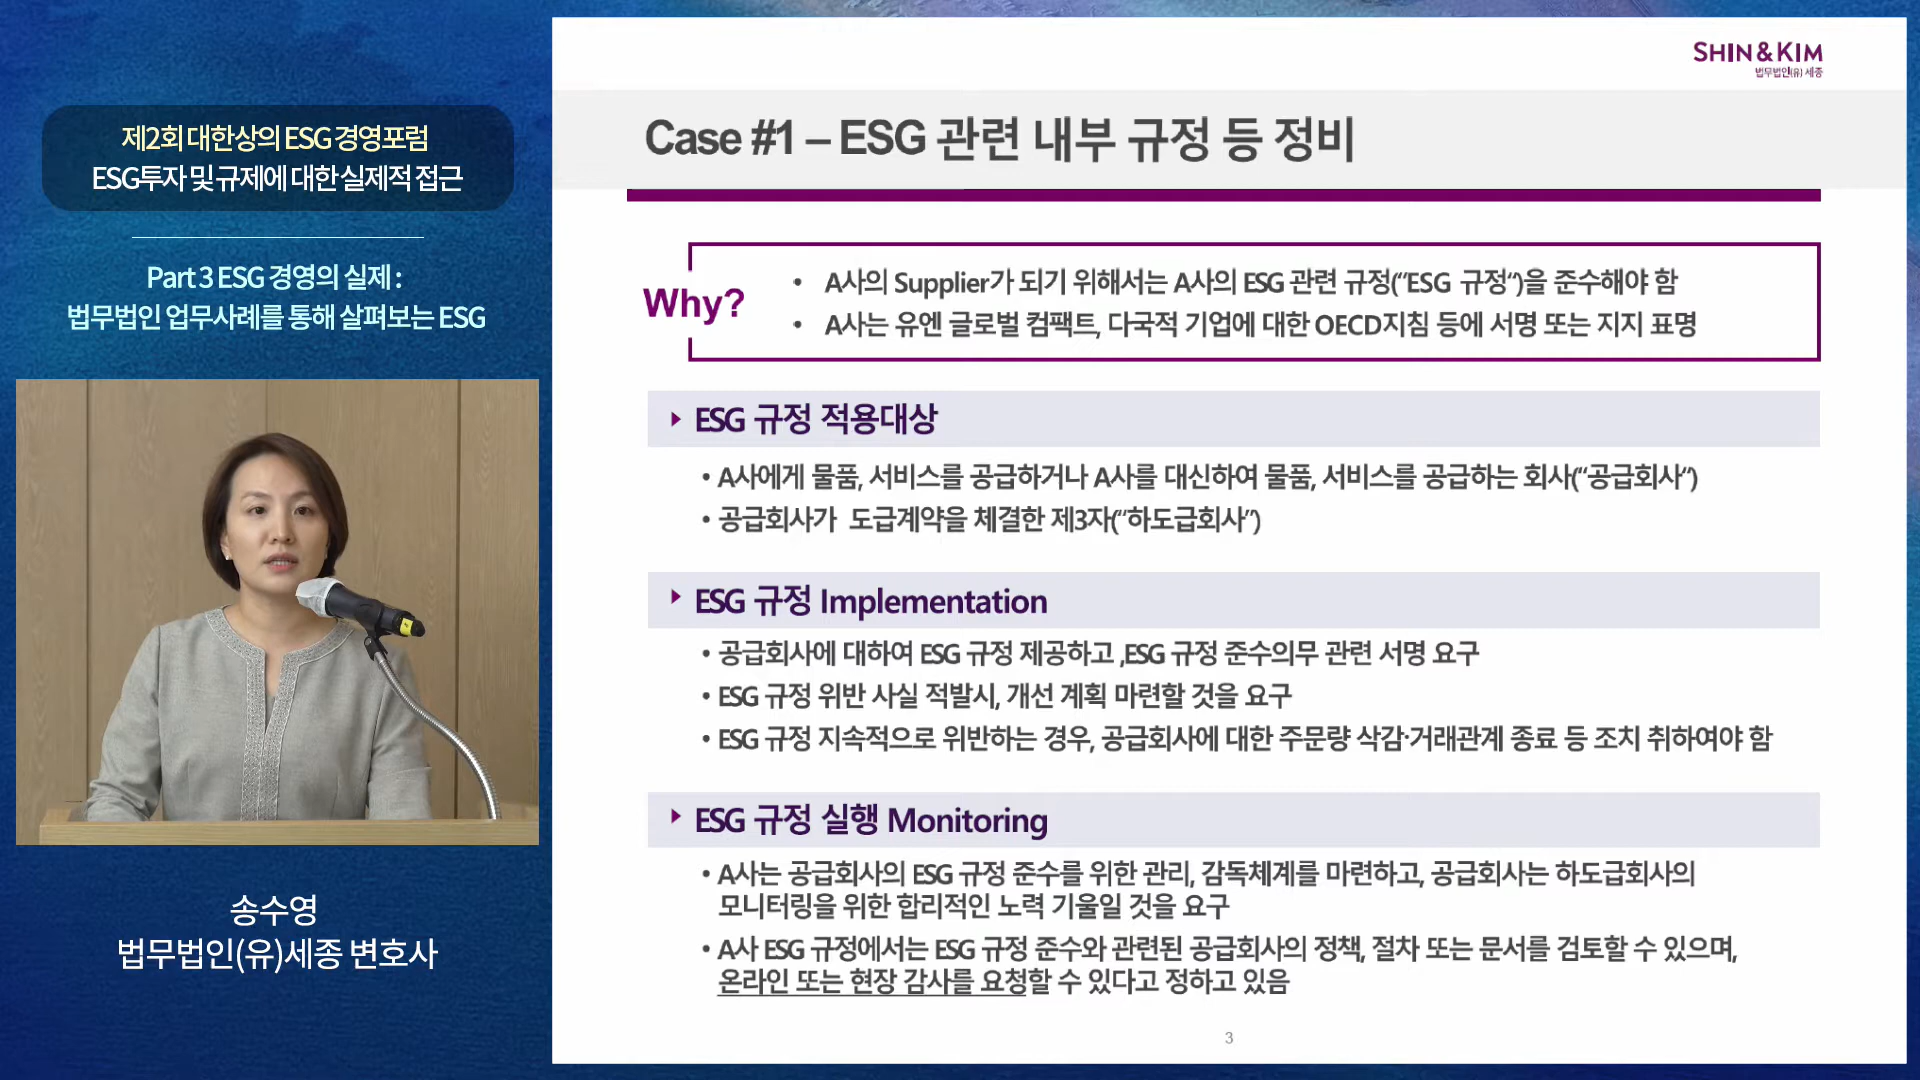 제2회 대한상의 ESG 경영포럼
ESG투자 및 규제에 대한 실제적 접근
Part 3 ESG 경영의 실제 :
법무법인 업무사례를 통해 살펴보는 ESG
송수영
법무법인(유)세종 변호사
SHIN&KIM
법무법인(유) 세종
Case #1 – ESG 관련 내부 규정 등 정비
Why?
• A사의 Supplier가 되기 위해서는 A사의 ESG 관련 규정(“ESG 규정“)을 준수해야 함
• A사는 유엔 글로벌 컴팩트, 다국적 기업에 대한 OECD지침 등에 서명 또는 지지 표명
ESG 규정 적용대상
• A사에게 물품, 서비스를 공급하거나 A사를 대신하여 물품, 서비스를 공급하는 회사(“공급회사“)
• 공급회사가 도급계약을 체결한 제3자(“하도급회사”)
ESG 규정 Implementation
• 공급회사에 대하여 ESG 규정 제공하고 ,ESG 규정 준수의무 관련 서명 요구
• ESG 규정 위반 사실 적발시, 개선 계획 마련할 것을 요구
• ESG 규정 지속적으로 위반하는 경우, 공급회사에 대한 주문량 삭감·거래관계 종료 등 조치 취하여야 함
ESG 규정 실행 Monitoring
• A사는 공급회사의 ESG 규정 준수를 위한 관리, 감독체계를 마련하고, 공급회사는 하도급회사의
모니터링을 위한 합리적인 노력 기울일 것을 요구
• A사 ESG 규정에서는 ESG 규정 준수와 관련된 공급회사의 정책, 절차 또는 문서를 검토할 수 있으며,
온라인 또는 현장 감사를 요청할 수 있다고 정하고 있음
3